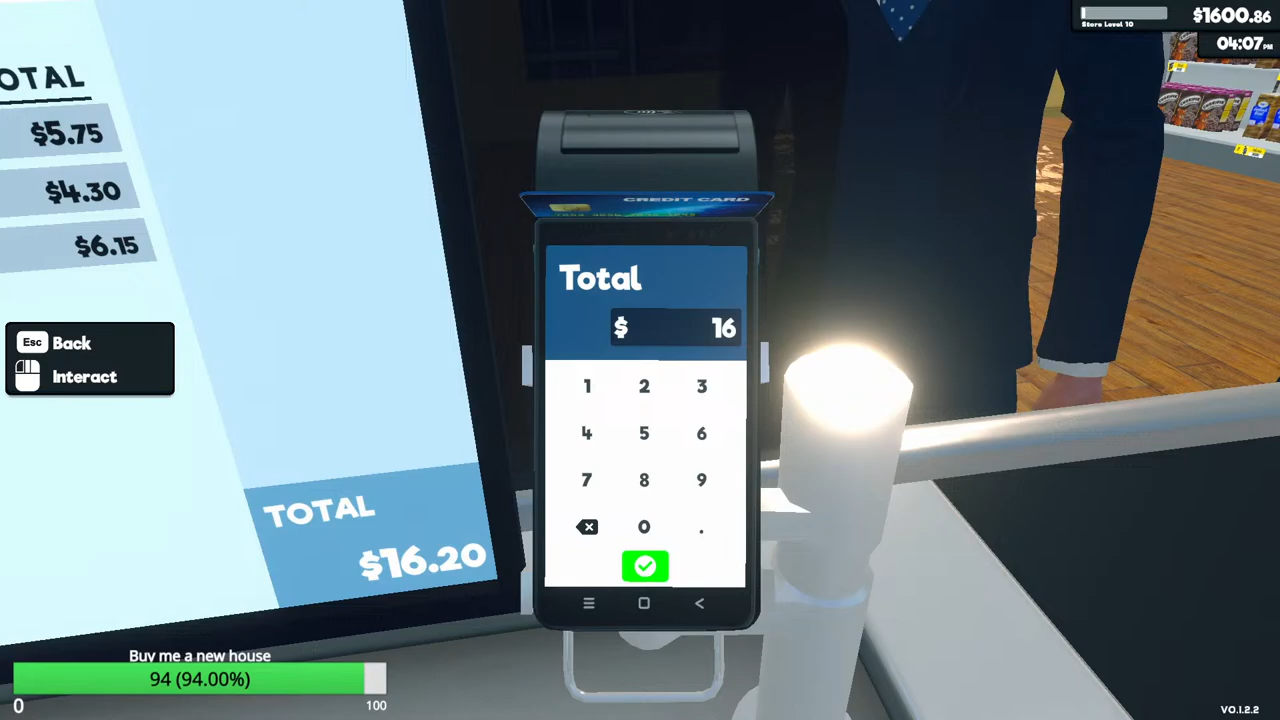 $1600.86
Store Level 10
04:07PM
OTAL
$5.75
$4.30
$6.15
CREDIT CARD
Total
$ 16
1 2 3
4 5 6
7 8 9
0 .
Esc Back
Interact
TOTAL
$16.20
Buy me a new house
94 (94.00%)
0 100
V0.1.2.2